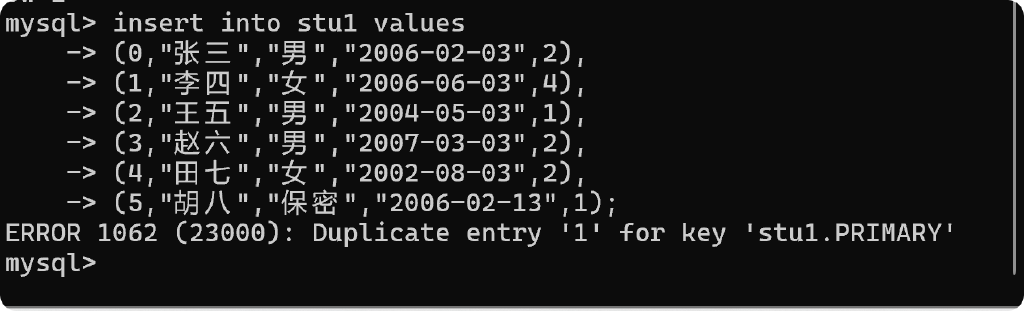 mysql> insert into stu1 values
    -> (0,"张三","男","2006-02-03",2),
    -> (1,"李四","女","2006-06-03",4),
    -> (2,"王五","男","2004-05-03",1),
    -> (3,"赵六","男","2007-03-03",2),
    -> (4,"田七","女","2002-08-03",2),
    -> (5,"胡八","保密","2006-02-13",1);
ERROR 1062 (23000): Duplicate entry '1' for key 'stu1.PRIMARY'
mysql>